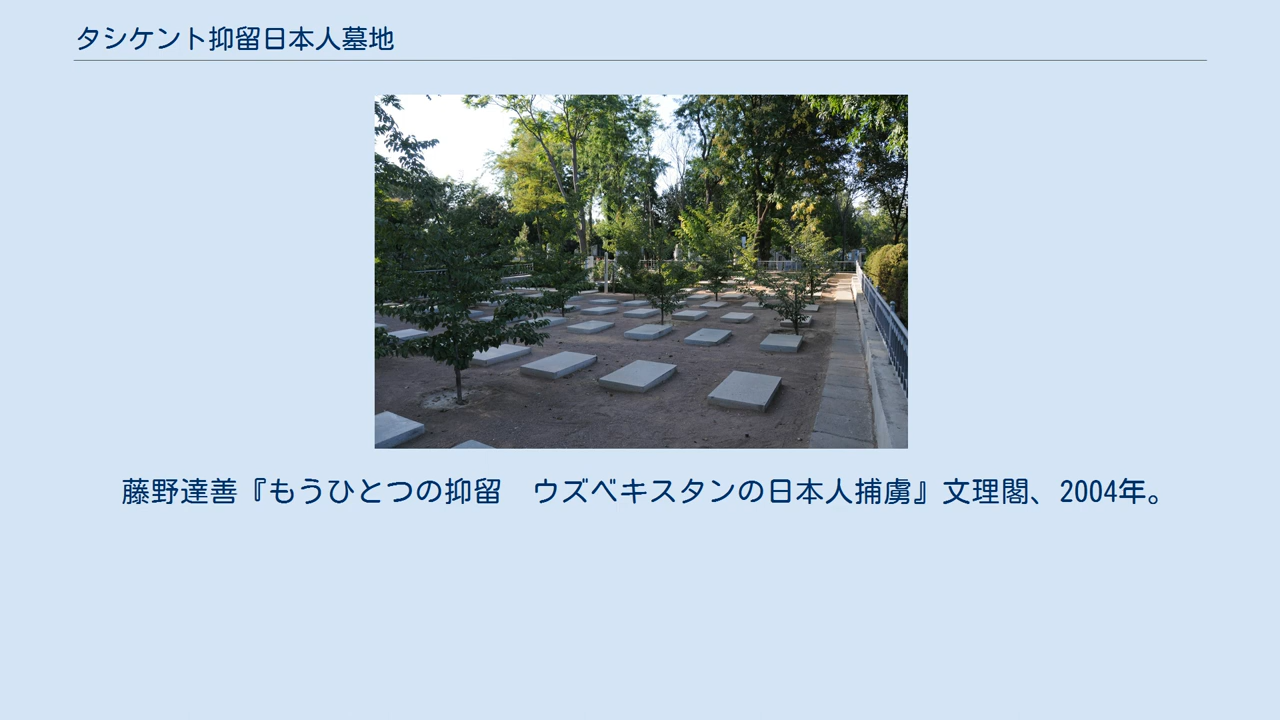 タシケント抑留日本人墓地
藤野達善『もうひとつの抑留　ウズベキスタンの日本人捕虜』文理閣、2004年。